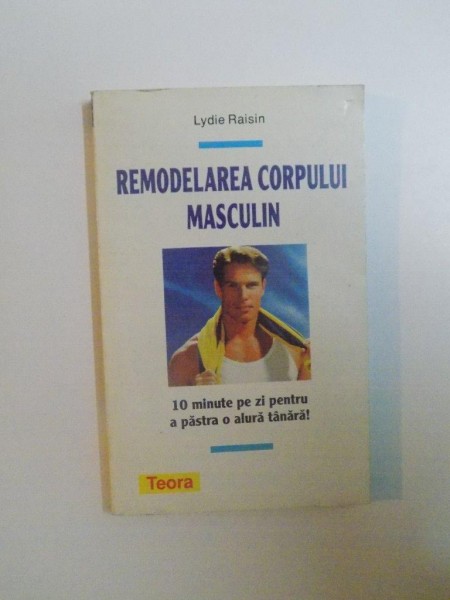 Lydie Raisin
REMODELAREA CORPULUI
MASCULIN
10 minute pe zi pentru
a păstra o alură tânără!
Teora